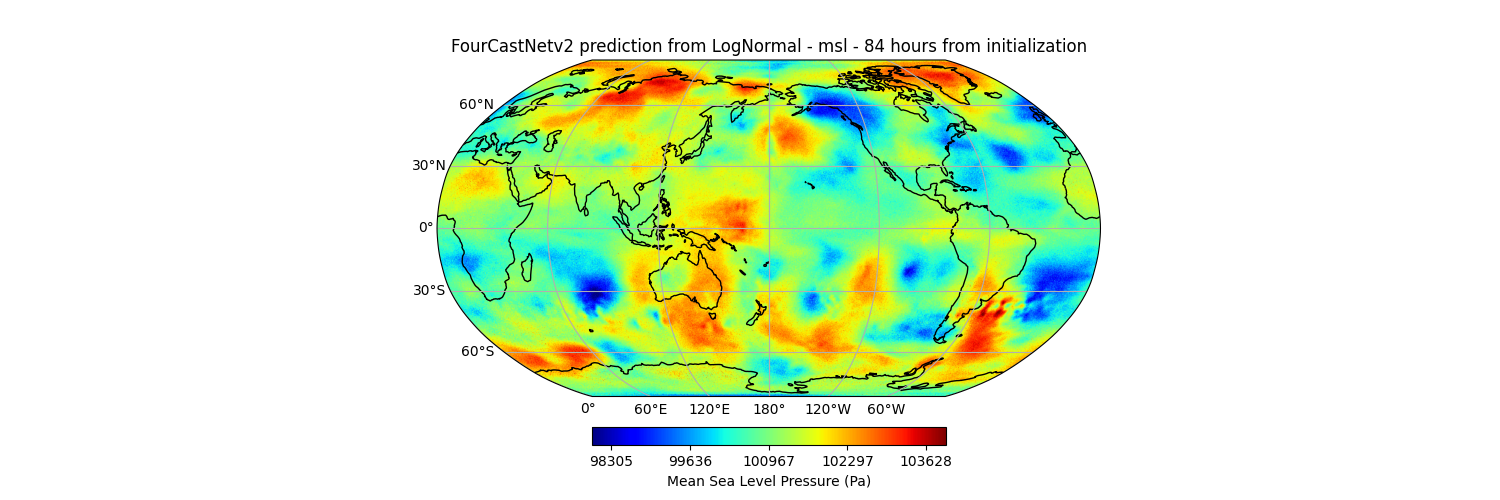 FourCastNetv2 prediction from LogNormal - msl - 84 hours from initialization
60°N
30°N
0°
30°S
60°S
0° 60°E 120°E 180° 120°W 60°W
98305 99636 100967 102297 103628
Mean Sea Level Pressure (Pa)